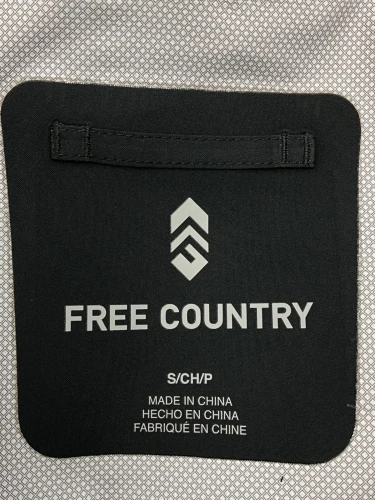 FREE COUNTRY
S/CH/P
MADE IN CHINA
HECHO EN CHINA
FABRIQUÉ EN CHINE